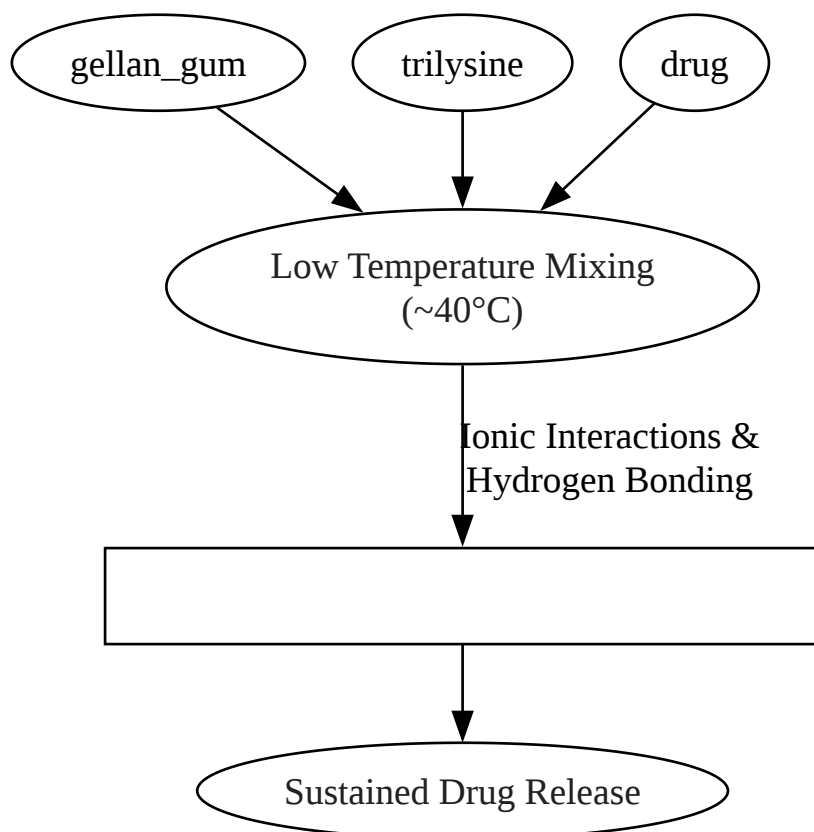 gellan_gum
trilysine
drug
Low Temperature Mixing
(~40°C)
Ionic Interactions &
Hydrogen Bonding
Sustained Drug Release